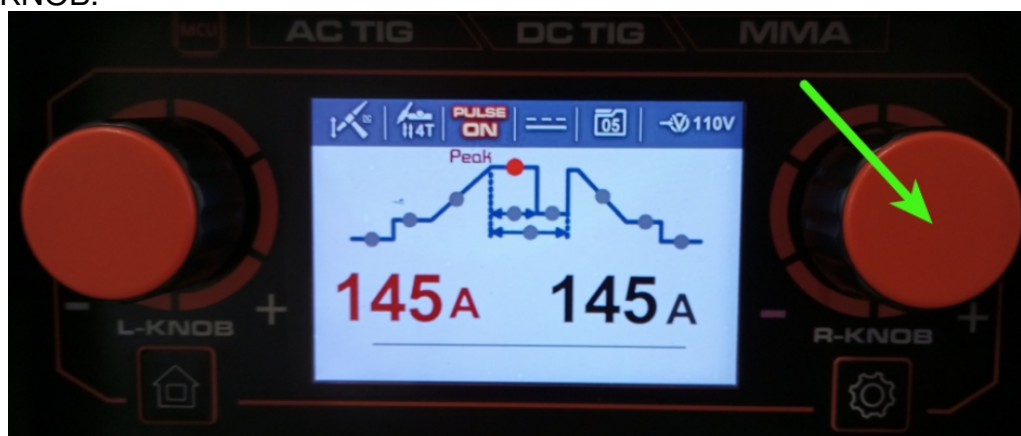 KNOB.
MCU AC TIG DC TIG MMA
4T PULSE ON 05 110V
Peak
145A 145A
- L-KNOB + - R-KNOB +